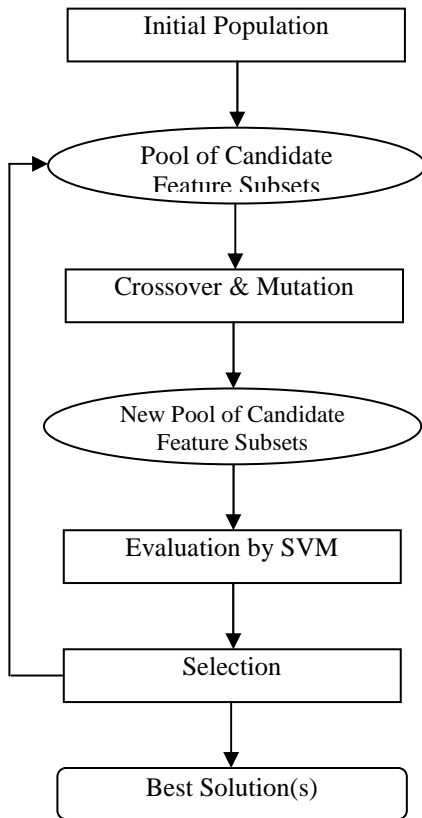 Initial Population
Pool of Candidate
Feature Subsets
Crossover & Mutation
New Pool of Candidate
Feature Subsets
Evaluation by SVM
Selection
Best Solution(s)